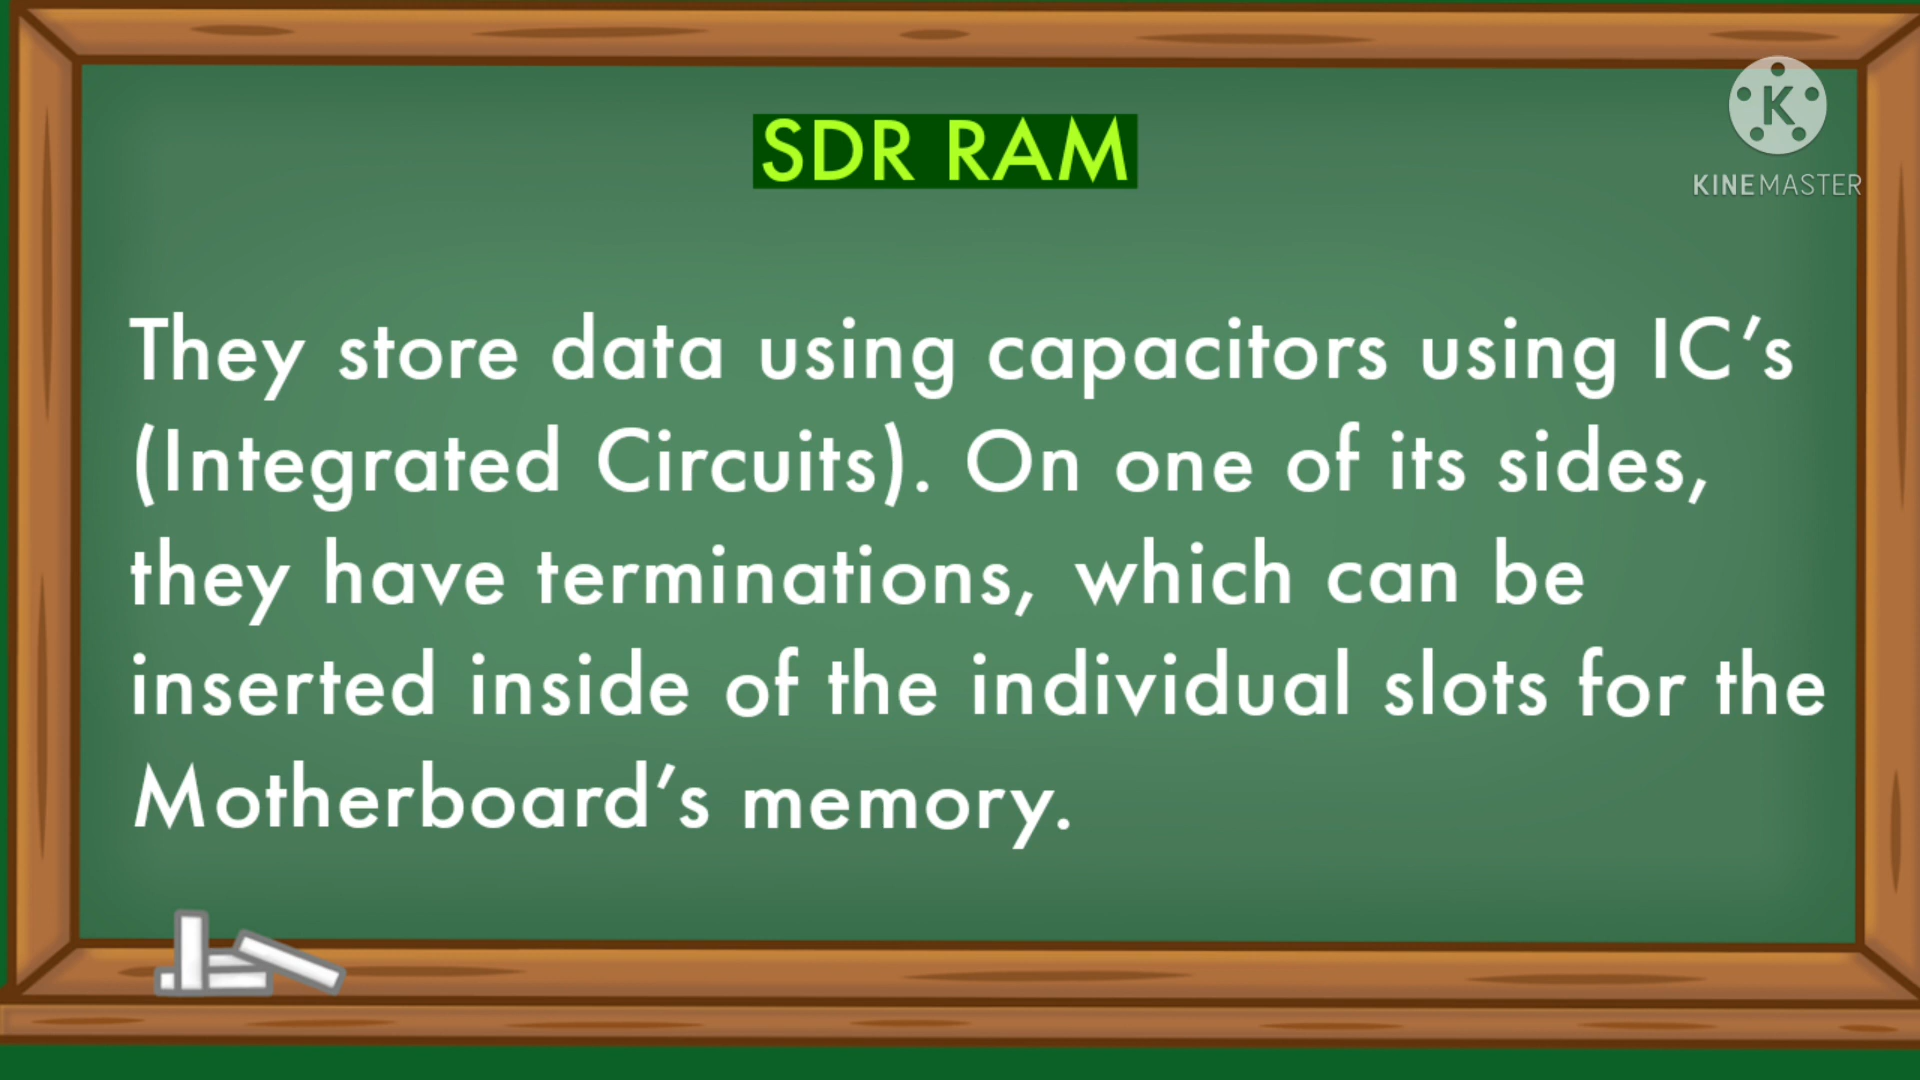 SDR RAM
KINEMASTER
They store data using capacitors using IC’s
(Integrated Circuits). On one of its sides,
they have terminations, which can be
inserted inside of the individual slots for the
Motherboard’s memory.